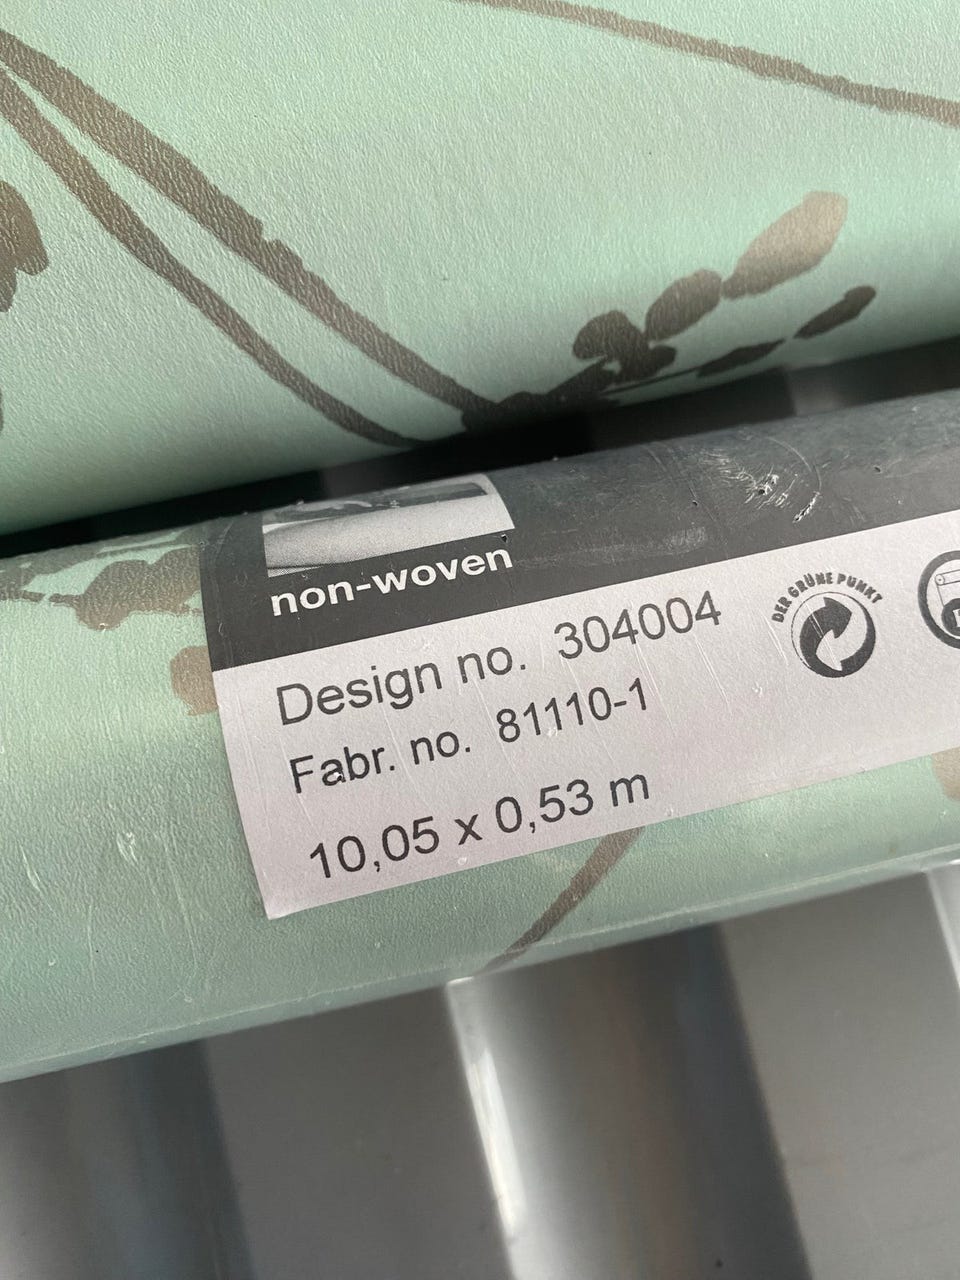 non-woven
Design no. 304004
DER GRÜNE PUNKT
Fabr. no. 81110-1
10,05 x 0,53 m